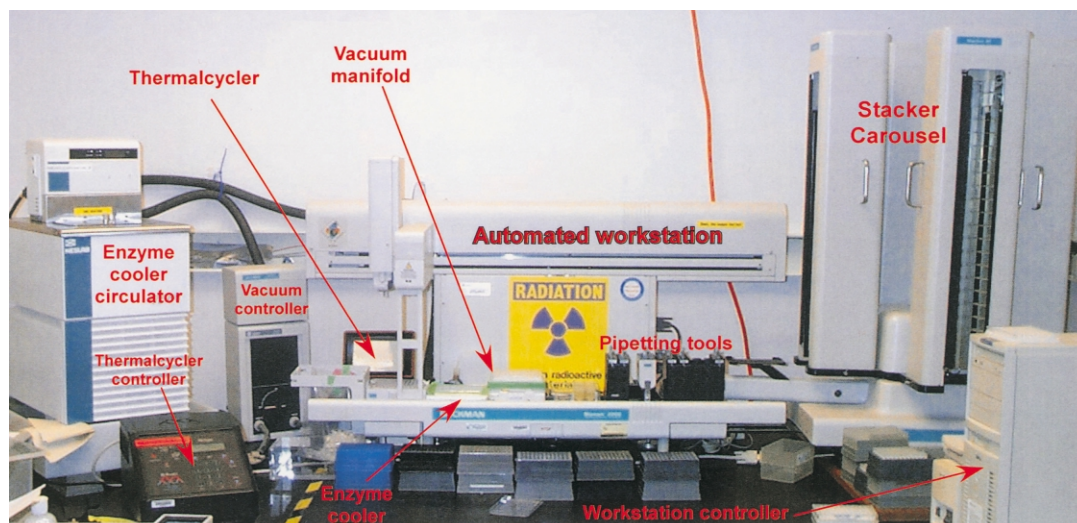 Thermalcycler
Vacuum
manifold
Stacker
Carousel
Automated workstation
Enzyme
cooler
circulator
Vacuum
controller
RADIATION
Pipetting tools
Thermalcycler
controller
radioactive
Enzyme
cooler
Workstation controller